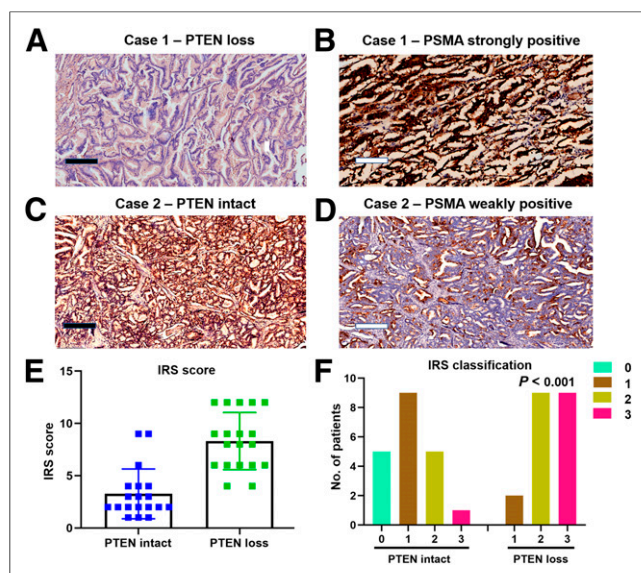 A
Case 1 – PTEN loss
B
Case 1 – PSMA strongly positive
C
Case 2 – PTEN intact
D
Case 2 – PSMA weakly positive
E
IRS score
IRS score
15
10
5
0
PTEN intact
PTEN loss
F
IRS classification
P < 0.001
No. of patients
10
8
6
4
2
0
0
1
2
3
1
2
3
PTEN intact
PTEN loss
0
1
2
3